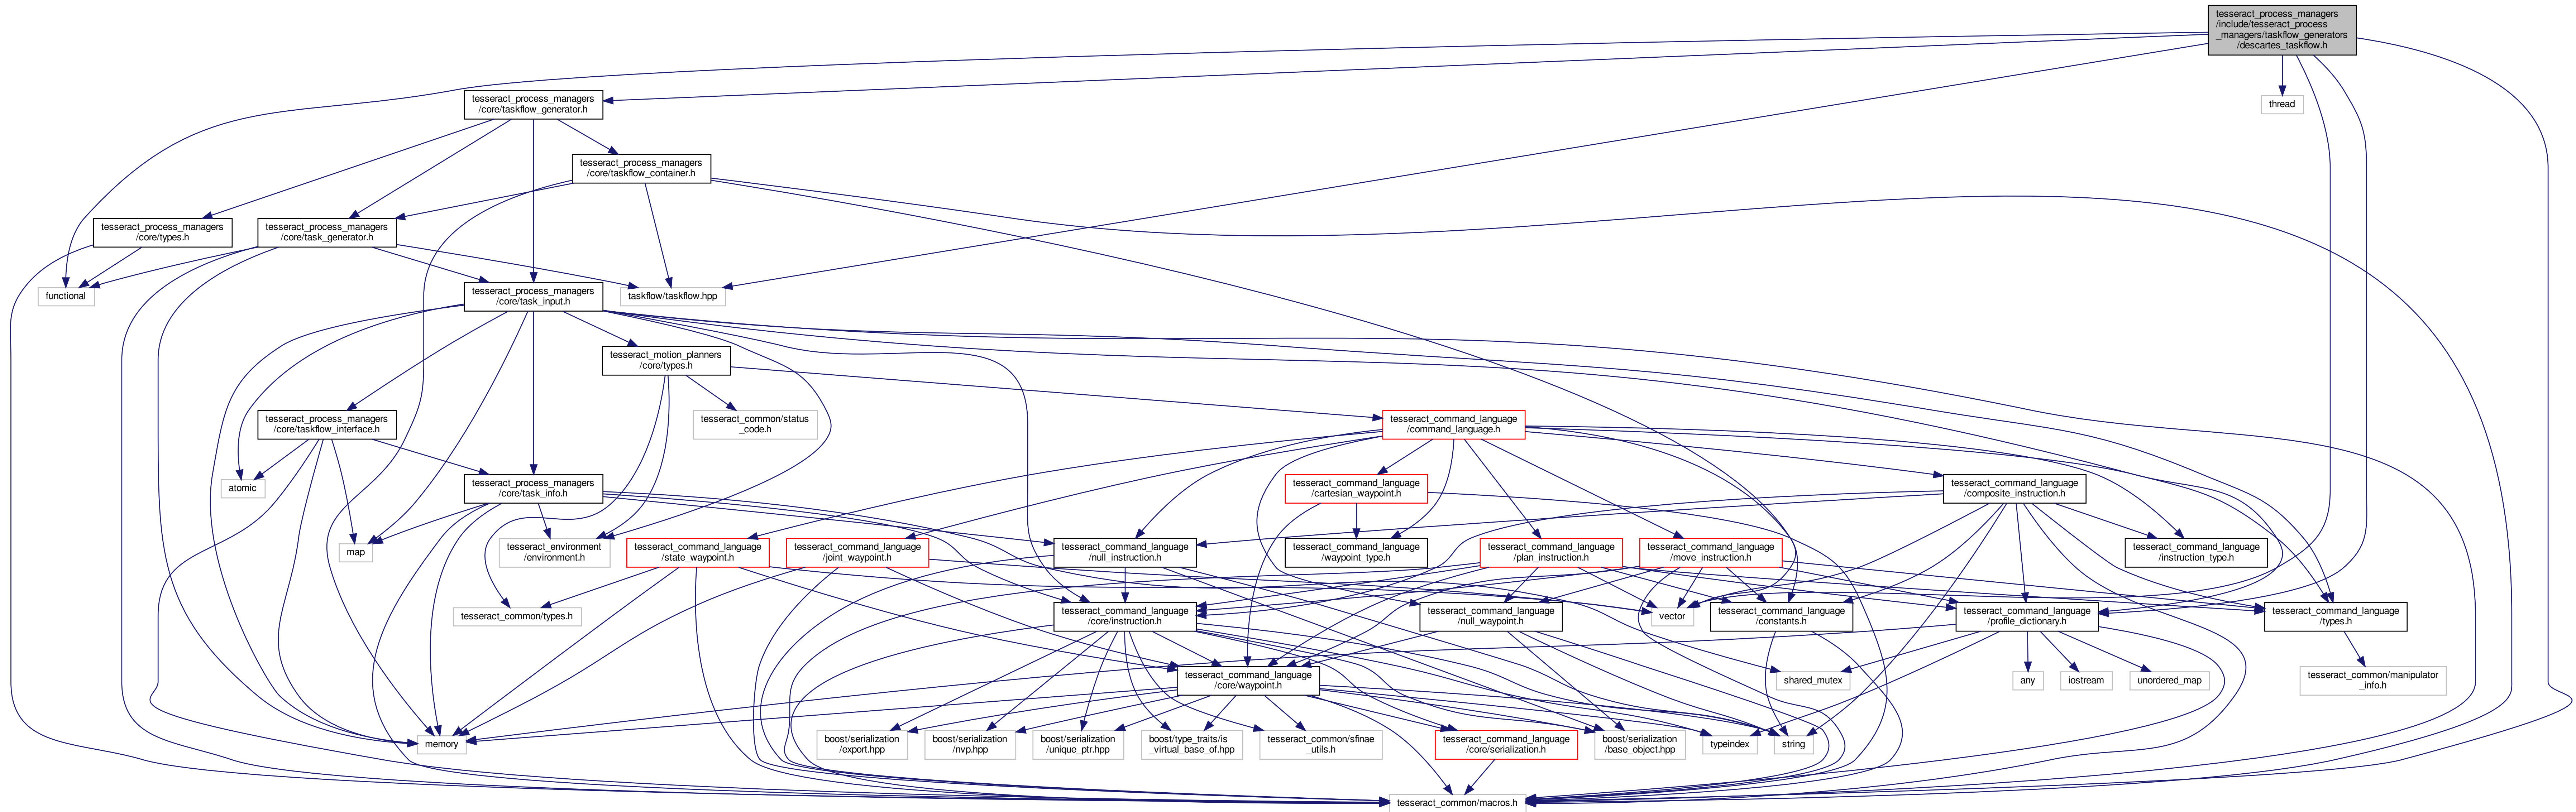 tesseract_process_managers
/include/tesseract_process
_managers/taskflow_generators
/descartes_taskflow.h
tesseract_process_managers
/core/taskflow_generator.h
thread
tesseract_process_managers
/core/taskflow_container.h
tesseract_process_managers
/core/types.h
tesseract_process_managers
/core/task_generator.h
functional
tesseract_process_managers
/core/task_input.h
taskflow/taskflow.hpp
tesseract_motion_planners
/core/types.h
tesseract_process_managers
/core/taskflow_interface.h
tesseract_common/status
_code.h
tesseract_command_language
/command_language.h
atomic
tesseract_process_managers
/core/task_info.h
tesseract_command_language
/cartesian_waypoint.h
tesseract_command_language
/composite_instruction.h
map
tesseract_environment
/environment.h
tesseract_command_language
/state_waypoint.h
tesseract_command_language
/joint_waypoint.h
tesseract_command_language
/null_instruction.h
tesseract_command_language
/waypoint_type.h
tesseract_command_language
/plan_instruction.h
tesseract_command_language
/move_instruction.h
tesseract_command_language
/instruction_type.h
tesseract_common/types.h
tesseract_command_language
/core/instruction.h
tesseract_command_language
/null_waypoint.h
vector
tesseract_command_language
/constants.h
tesseract_command_language
/profile_dictionary.h
tesseract_command_language
/types.h
tesseract_command_language
/core/waypoint.h
shared_mutex
any
iostream
unordered_map
tesseract_common/manipulator
_info.h
memory
boost/serialization
/export.hpp
boost/serialization
/nvp.hpp
boost/serialization
/unique_ptr.hpp
boost/type_traits/is
_virtual_base_of.hpp
tesseract_common/sfinae
_utils.h
tesseract_command_language
/core/serialization.h
boost/serialization
/base_object.hpp
typeindex
string
tesseract_common/macros.h